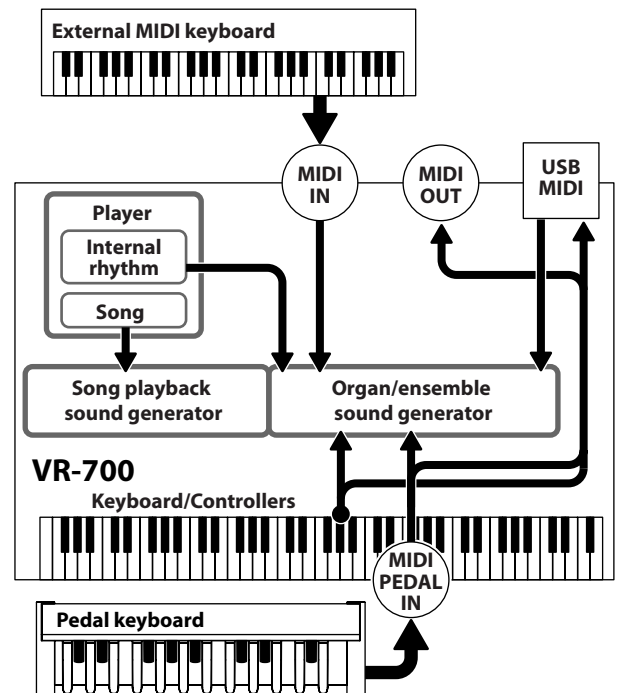 External MIDI keyboard
MIDI
IN
MIDI
OUT
USB
MIDI
Player
Internal
rhythm
Song
Song playback
sound generator
Organ/ensemble
sound generator
VR-700
Keyboard/Controllers
MIDI
PEDAL
IN
Pedal keyboard